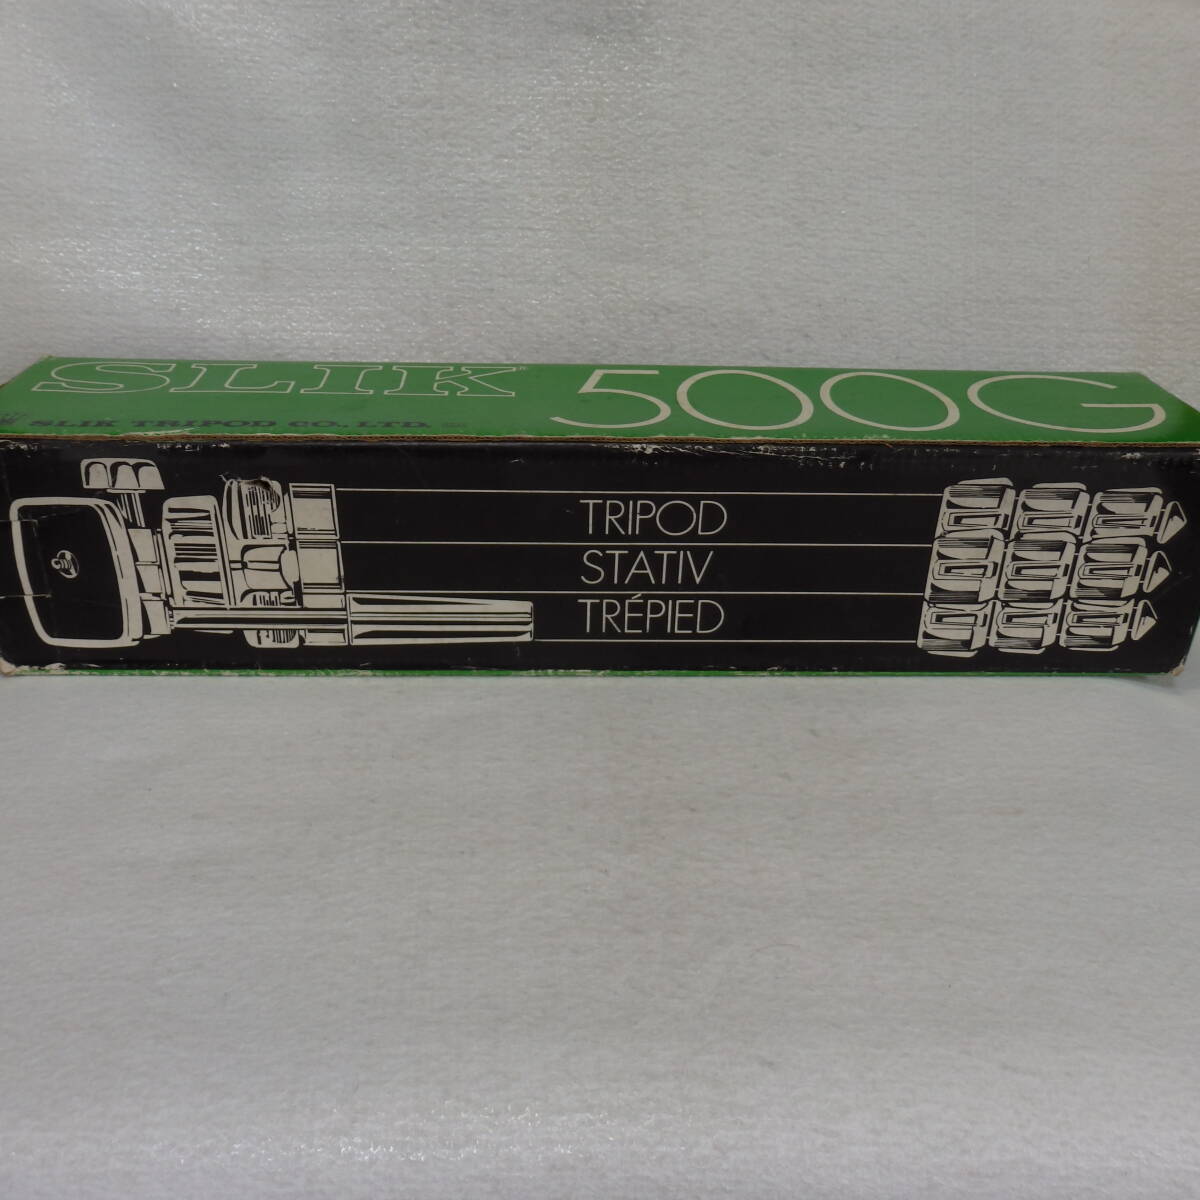 SLIK 500G
SLIK TRIPOD CO., LTD.
TRIPOD
STATIV
TRÉPIED